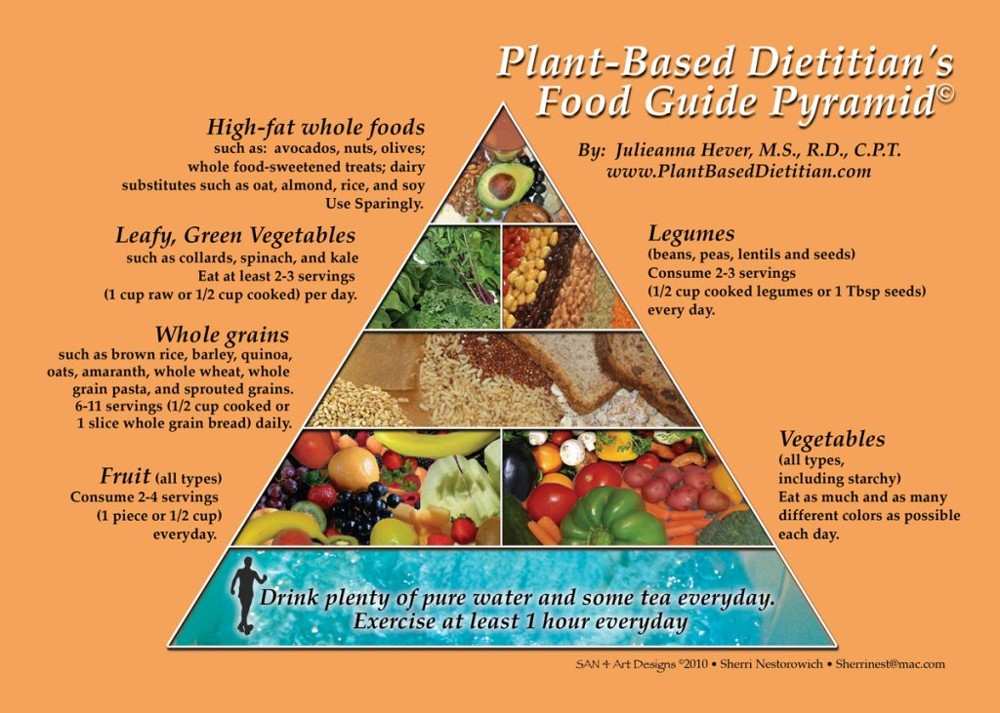 Plant-Based Dietitian's
Food Guide Pyramid©
By: Julieanna Hever, M.S., R.D., C.P.T.
www.PlantBasedDietitian.com
High-fat whole foods
such as: avocados, nuts, olives;
whole food-sweetened treats; dairy
substitutes such as oat, almond, rice, and soy
Use Sparingly.
Leafy, Green Vegetables
such as collards, spinach, and kale
Eat at least 2-3 servings
(1 cup raw or 1/2 cup cooked) per day.
Legumes
(beans, peas, lentils and seeds)
Consume 2-3 servings
(1/2 cup cooked legumes or 1 Tbsp seeds)
every day.
Whole grains
such as brown rice, barley, quinoa,
oats, amaranth, whole wheat, whole
grain pasta, and sprouted grains.
6-11 servings (1/2 cup cooked or
1 slice whole grain bread) daily.
Fruit (all types)
Consume 2-4 servings
(1 piece or 1/2 cup)
everyday.
Vegetables
(all types,
including starchy)
Eat as much and as many
different colors as possible
each day.
Drink plenty of pure water and some tea everyday.
Exercise at least 1 hour everyday
SAN 4 Art Designs ©2010 • Sherri Nestorowich • Sherrinest@mac.com